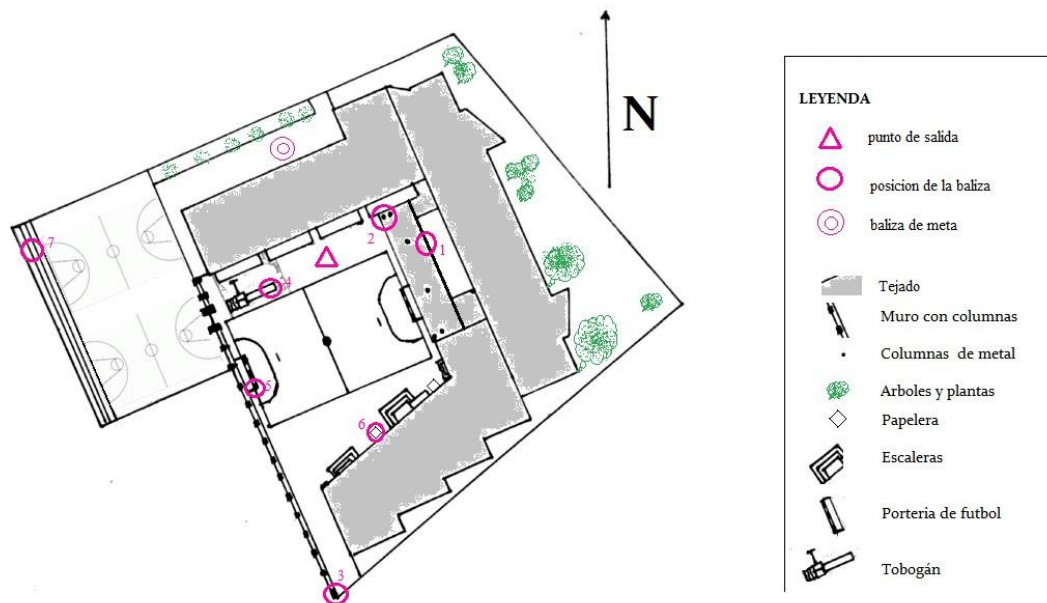 N
7
2
1
4
5
6
3
LEYENDA
punto de salida
posicion de la baliza
baliza de meta
Tejado
Muro con columnas
Columnas de metal
Arboles y plantas
Papelera
Escaleras
Porteria de futbol
Tobogán